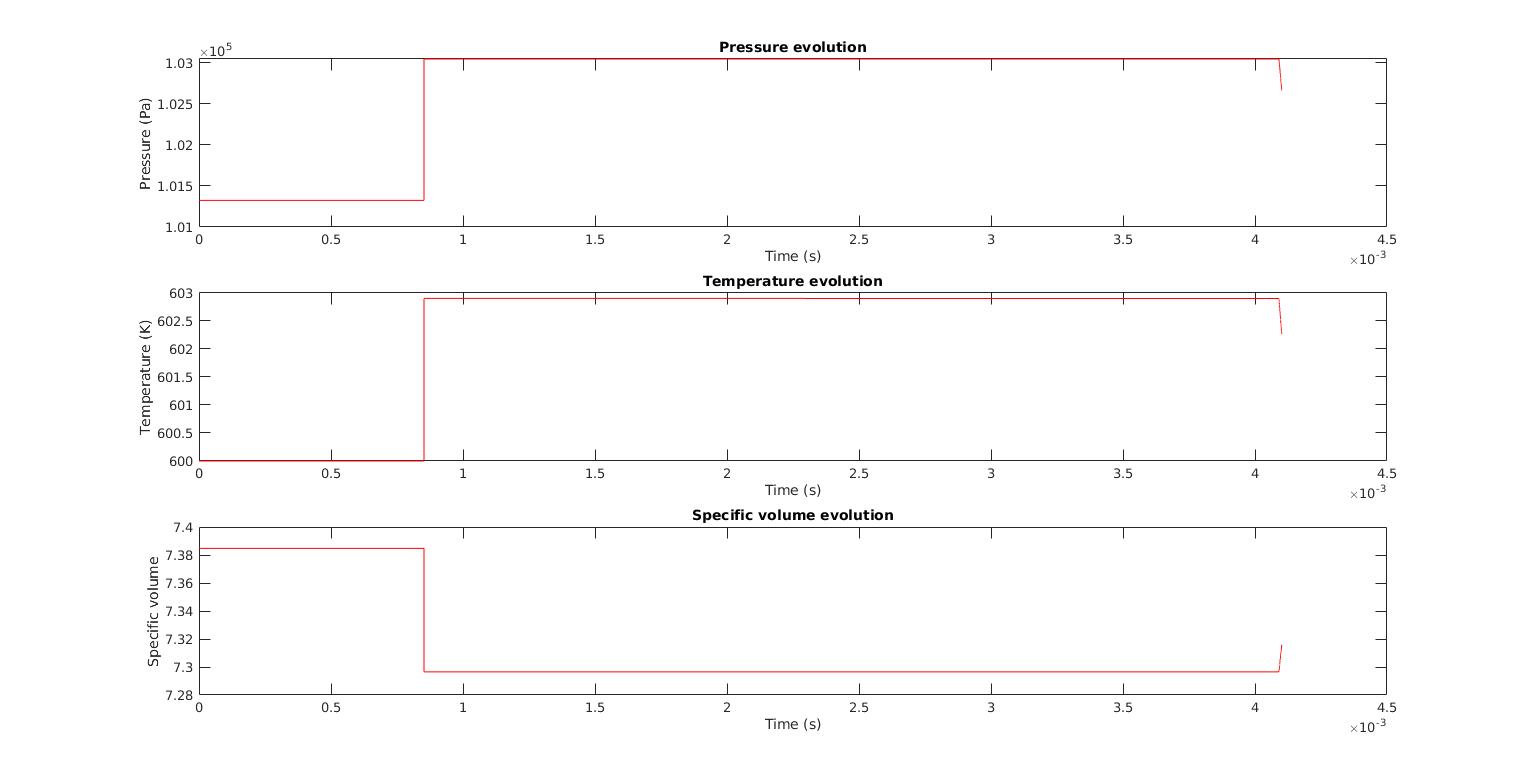 Pressure evolution
×10^5
1.03
1.025
1.02
1.015
1.01
Pressure (Pa)
0 0.5 1 1.5 2 2.5 3 3.5 4 4.5
Time (s)
×10^-3
Temperature evolution
603
602.5
602
601.5
601
600.5
600
Temperature (K)
0 0.5 1 1.5 2 2.5 3 3.5 4 4.5
Time (s)
×10^-3
Specific volume evolution
7.4
7.38
7.36
7.34
7.32
7.3
7.28
Specific volume
0 0.5 1 1.5 2 2.5 3 3.5 4 4.5
Time (s)
×10^-3